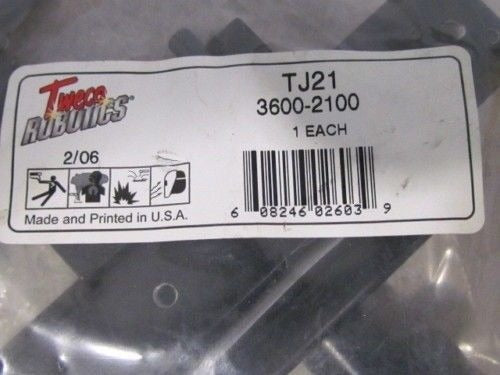 Tweco
ROBOTICS
TJ21
3600-2100
1 EACH
2/06
Made and Printed in U.S.A.
6 08246 02603 9